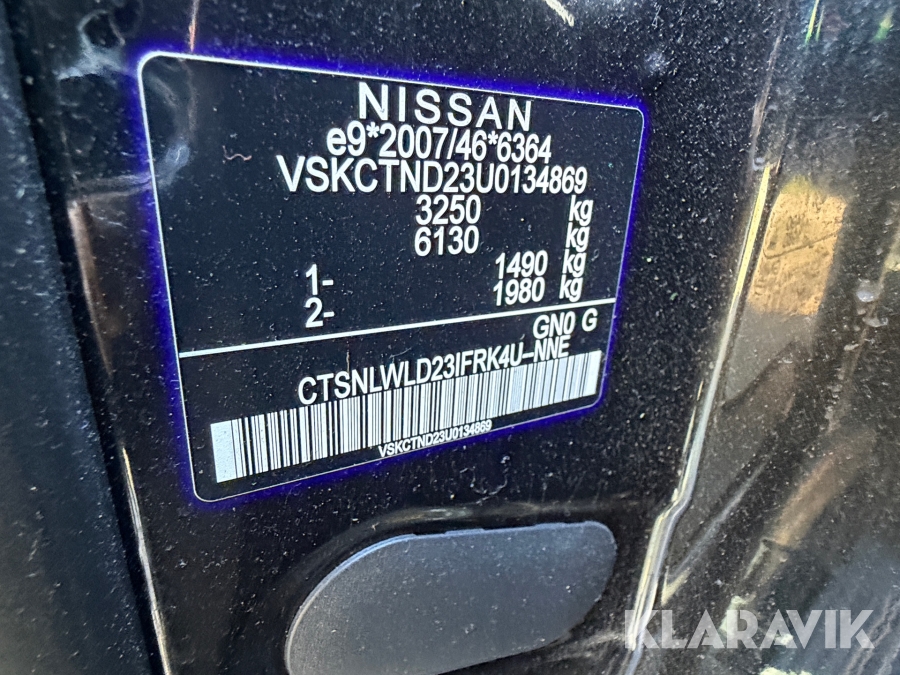 NISSAN
e9*2007/46*6364
VSKCTND23U0134869
3250 kg
6130 kg
1- 1490 kg
2- 1980 kg
GN0 G
CTSNLWLD23IFRK4U-NNE
VSKCTND23U0134869
KLARAVIK